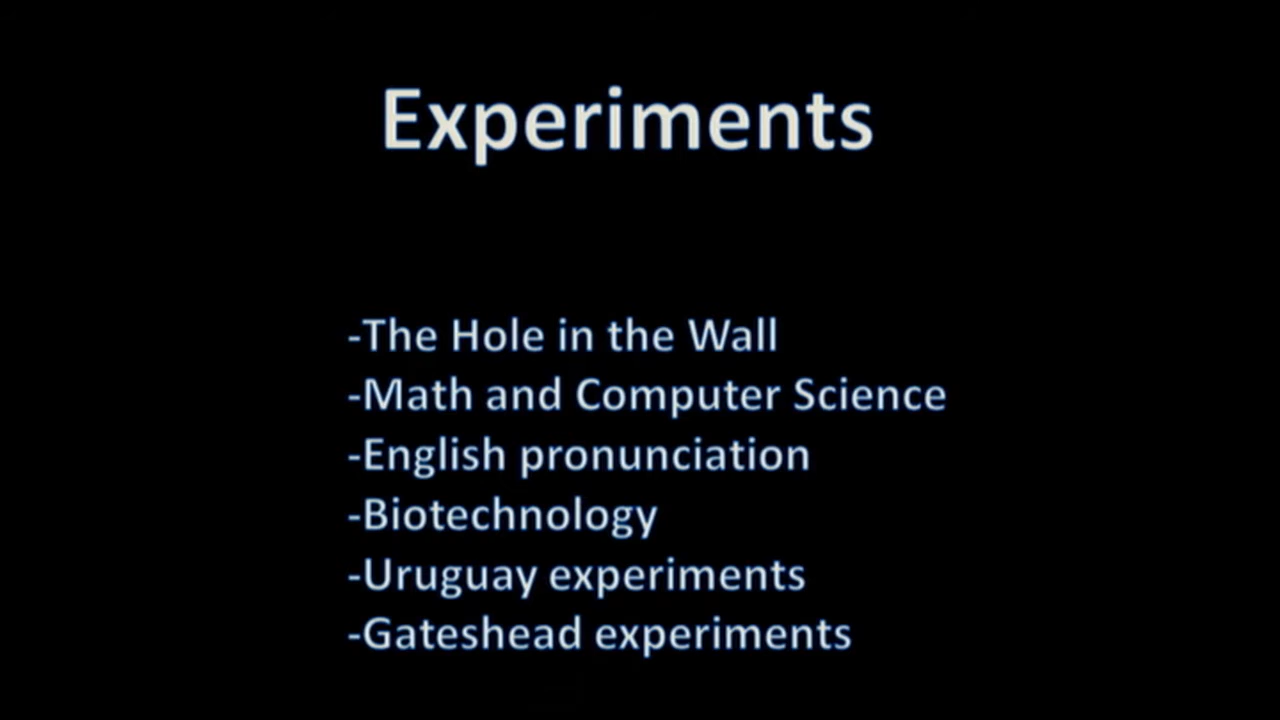 Experiments
-The Hole in the Wall
-Math and Computer Science
-English pronunciation
-Biotechnology
-Uruguay experiments
-Gateshead experiments